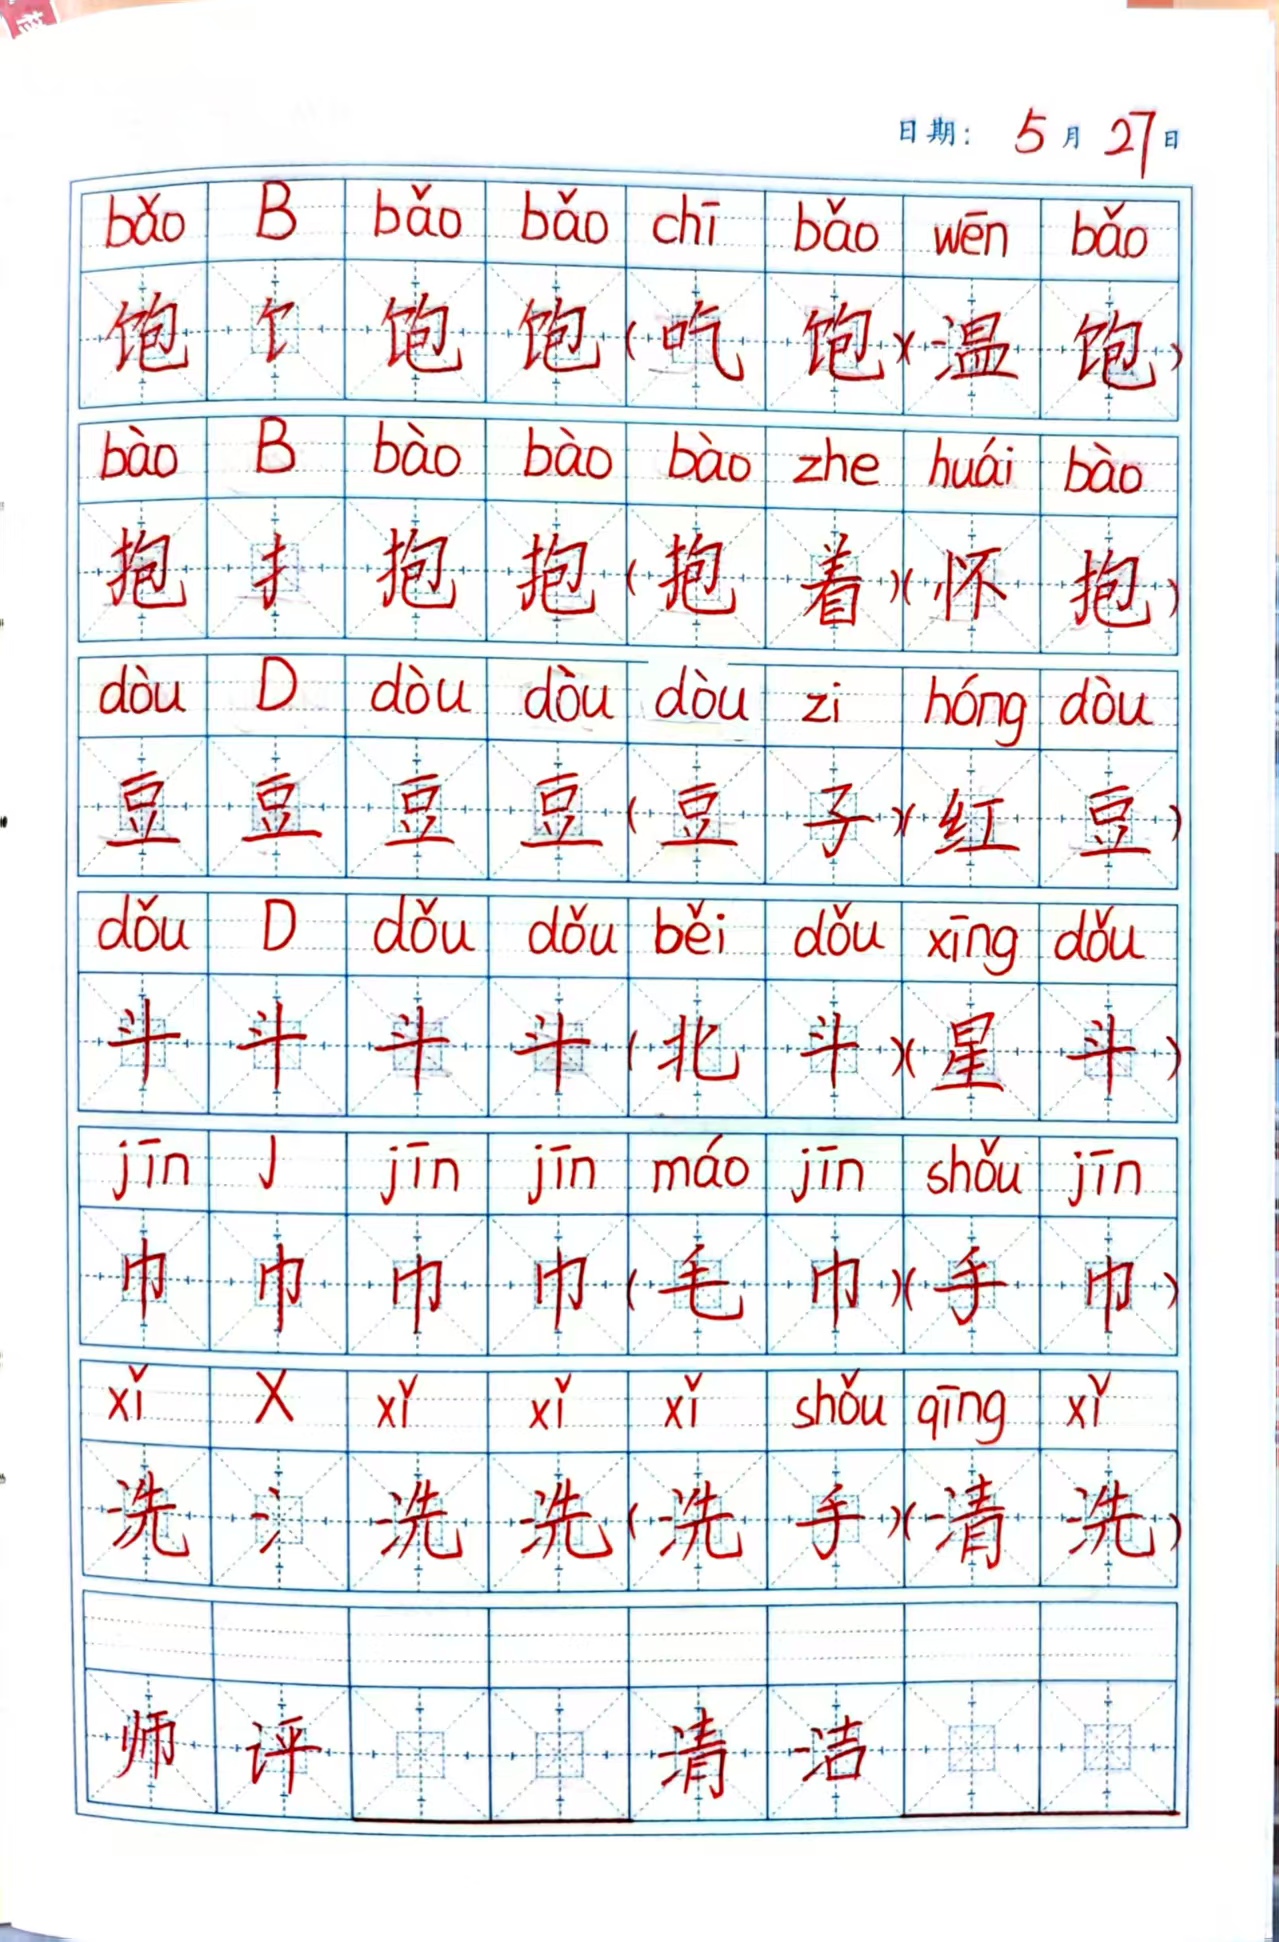 日期： 5 月 27 日
bǎo B bǎo bǎo chī bǎo wēn bǎo
饱 饣 饱 饱 (吃 饱)(温 饱)
bào B bào bào bào zhe huái bào
抱 扌 抱 抱 (抱 着)(怀 抱)
dòu D dòu dòu dòu zi hóng dòu
豆 豆 豆 豆 (豆 子)(红 豆)
dǒu D dǒu dǒu běi dǒu xīng dǒu
斗 斗 斗 斗 (北 斗)(星 斗)
jīn J jīn jīn máo jīn shǒu jīn
巾 巾 巾 巾 (毛 巾)(手 巾)
xǐ X xǐ xǐ xǐ shǒu qīng xǐ
洗 氵 洗 洗 (洗 手)(清 洗)
师 评 清 洁